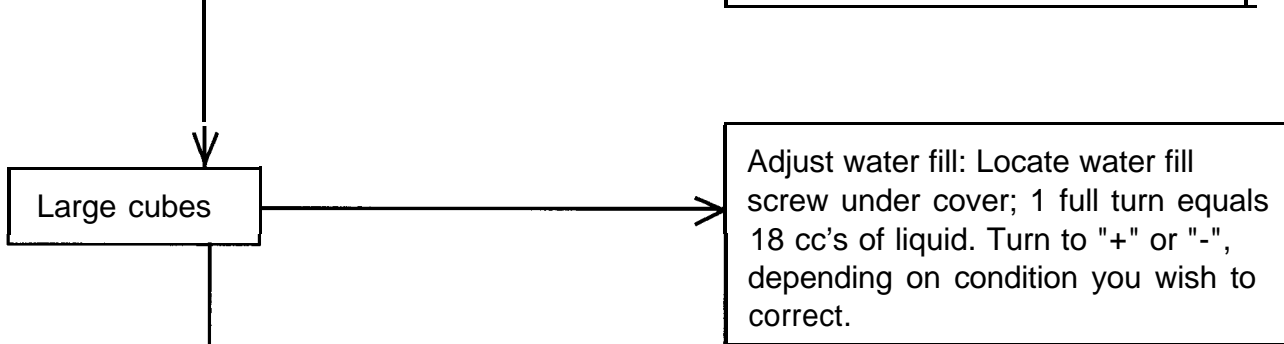 Large cubes
Adjust water fill: Locate water fill
screw under cover; 1 full turn equals
18 cc's of liquid. Turn to "+" or "-",
depending on condition you wish to
correct.